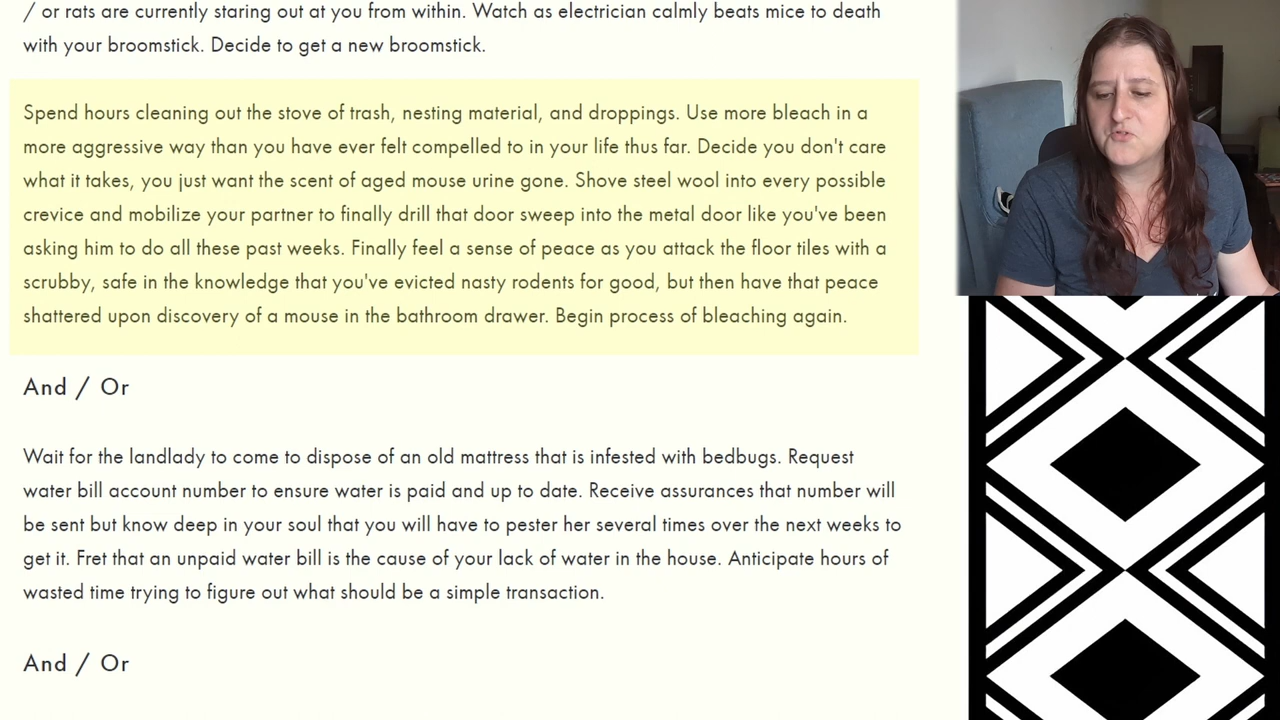 / or rats are currently staring out at you from within. Watch as electrician calmly beats mice to death
with your broomstick. Decide to get a new broomstick.
Spend hours cleaning out the stove of trash, nesting material, and droppings. Use more bleach in a
more aggressive way than you have ever felt compelled to in your life thus far. Decide you don't care
what it takes, you just want the scent of aged mouse urine gone. Shove steel wool into every possible
crevice and mobilize your partner to finally drill that door sweep into the metal door like you've been
asking him to do all these past weeks. Finally feel a sense of peace as you attack the floor tiles with a
scrubby, safe in the knowledge that you've evicted nasty rodents for good, but then have that peace
shattered upon discovery of a mouse in the bathroom drawer. Begin process of bleaching again.
And / Or
Wait for the landlady to come to dispose of an old mattress that is infested with bedbugs. Request
water bill account number to ensure water is paid and up to date. Receive assurances that number will
be sent but know deep in your soul that you will have to pester her several times over the next weeks to
get it. Fret that an unpaid water bill is the cause of your lack of water in the house. Anticipate hours of
wasted time trying to figure out what should be a simple transaction.
And / Or